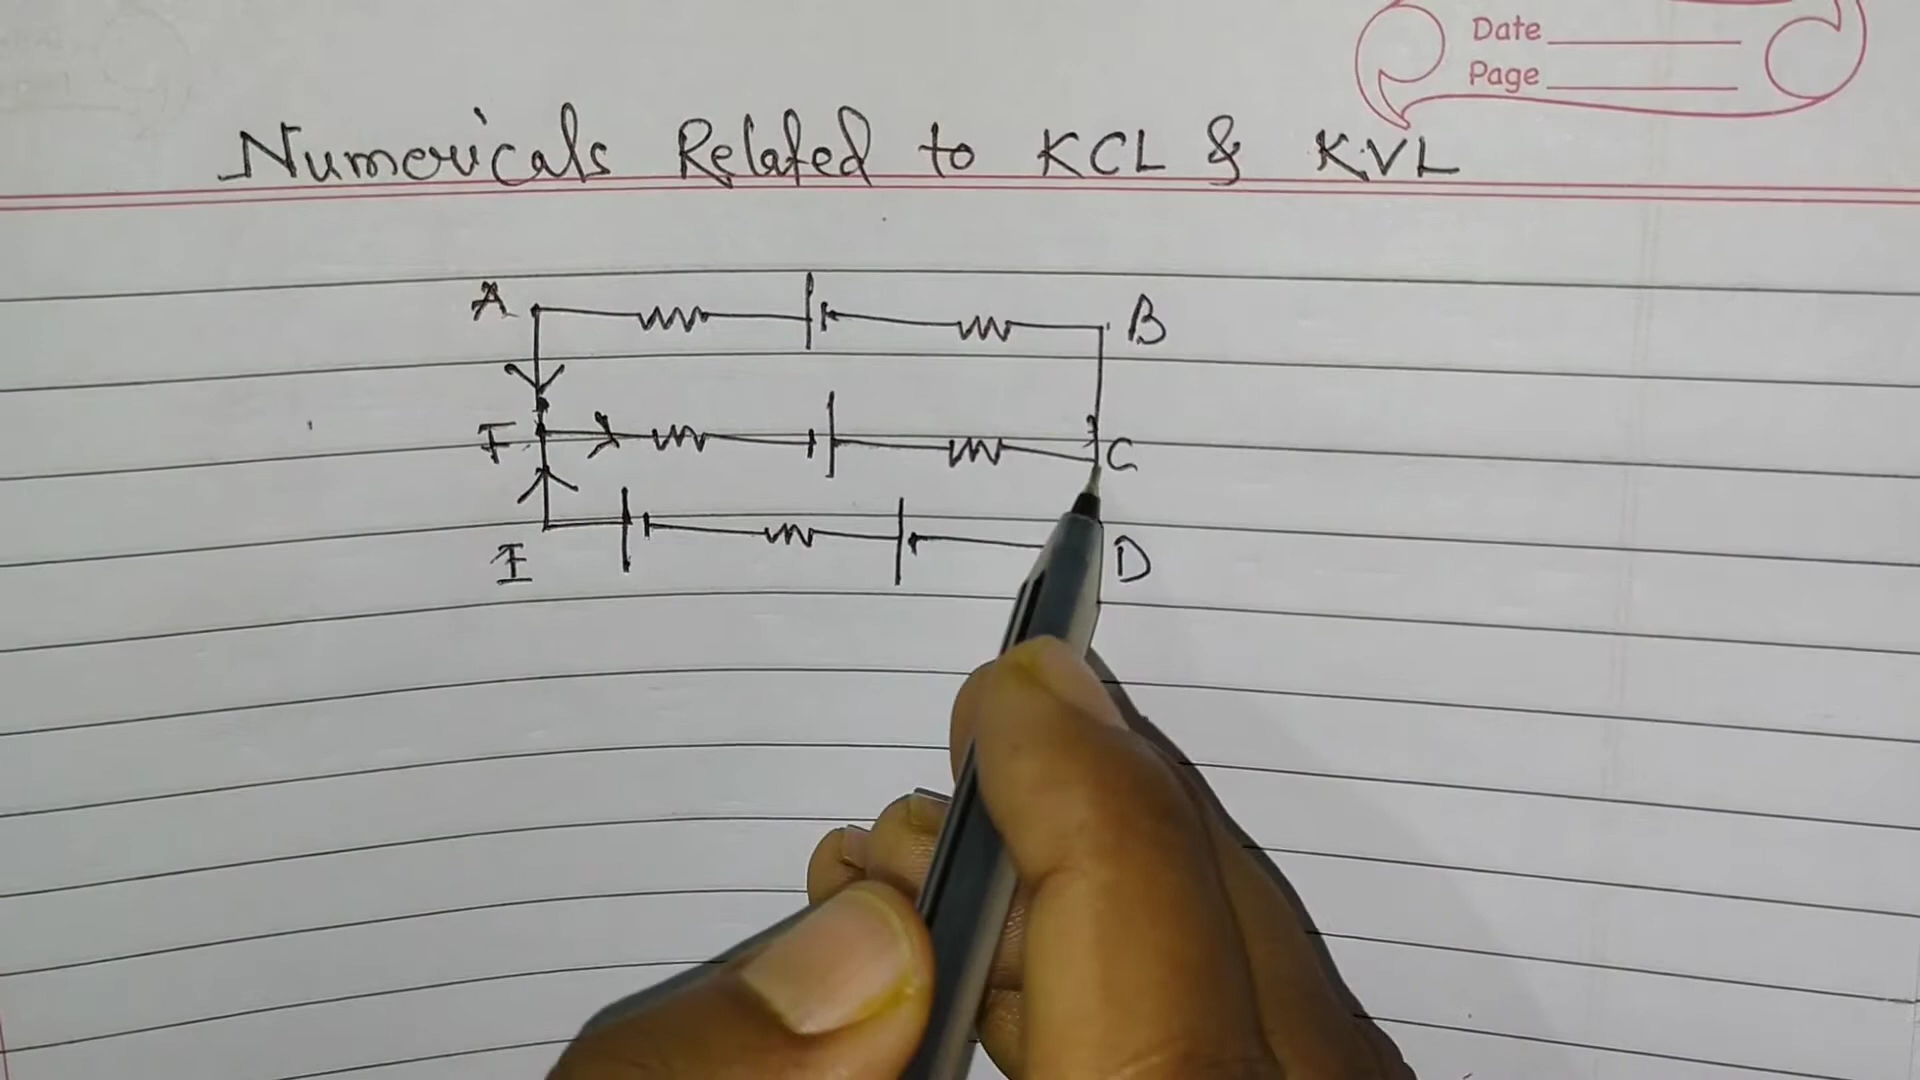 Date
Page
Numericals Related to KCL & KVL
A B
F C
E D